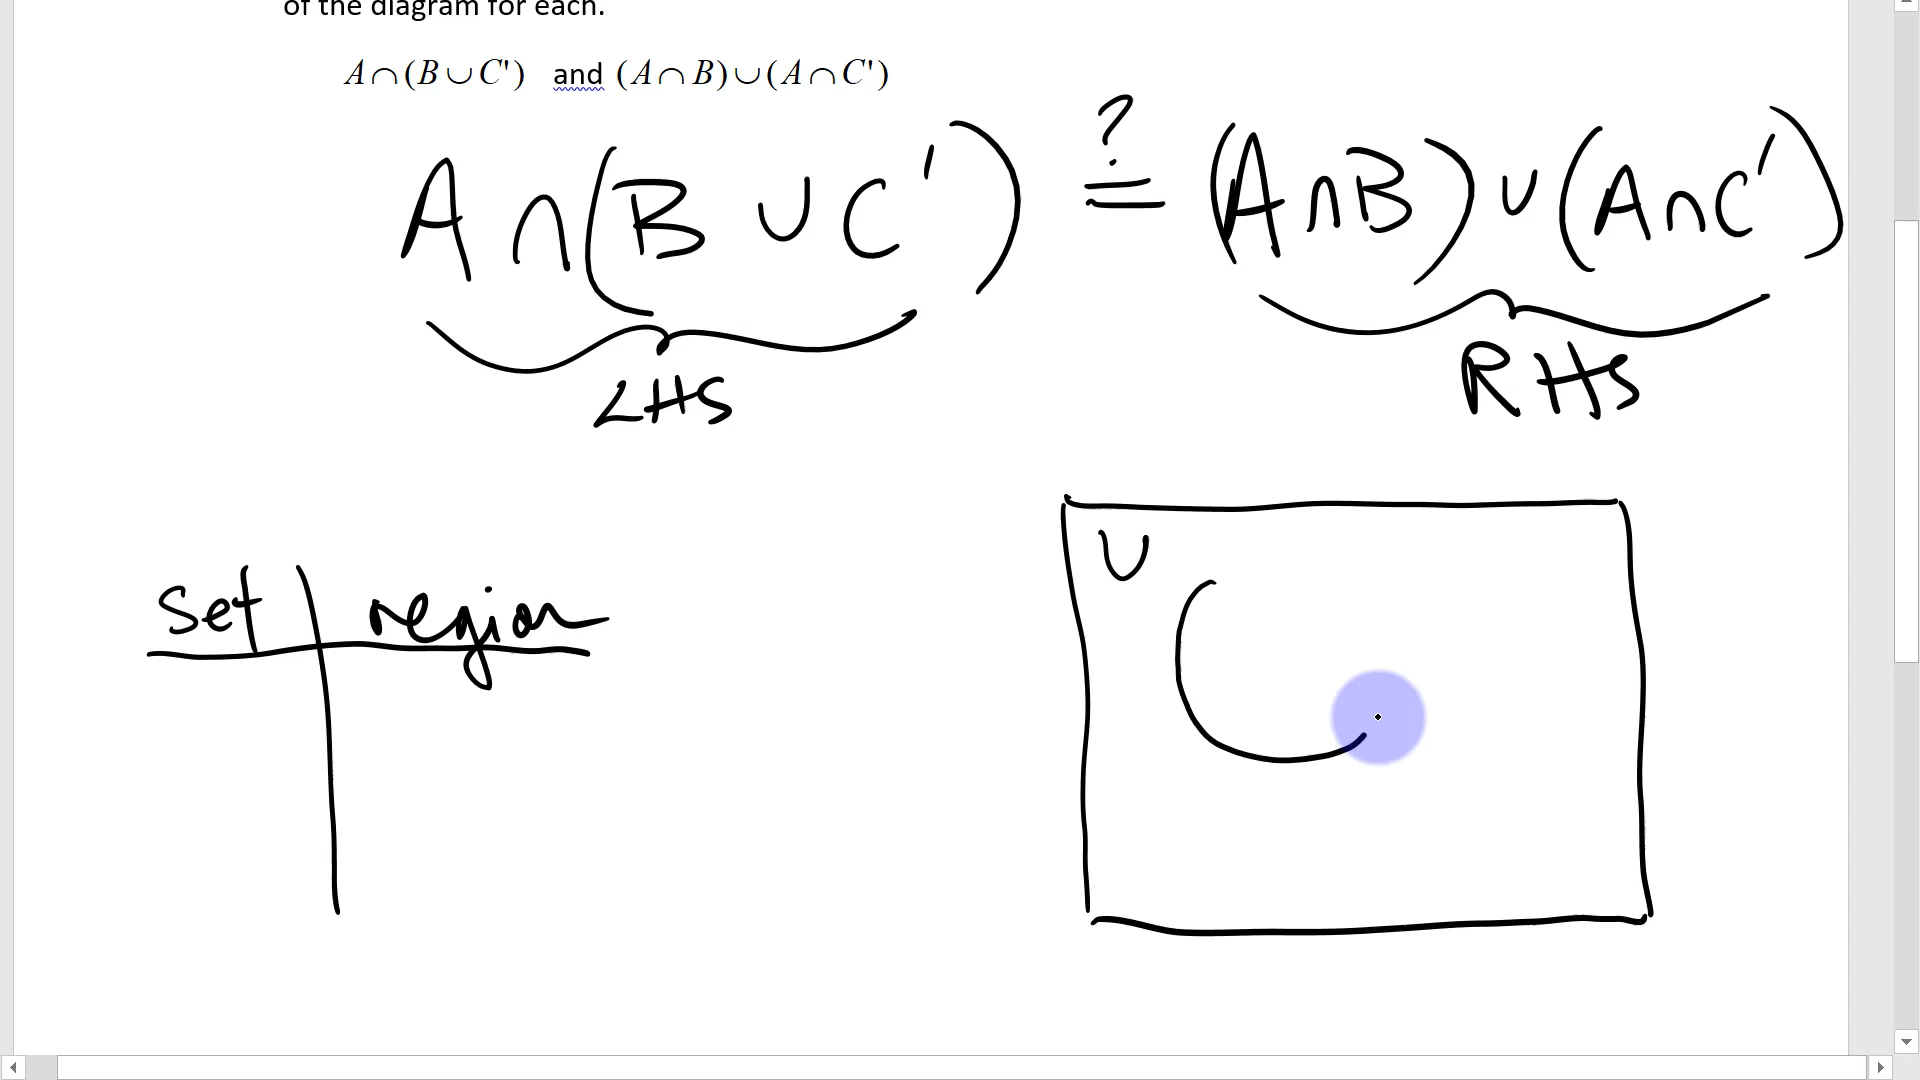 of the diagram for each.
A∩(B∪C') and (A∩B)∪(A∩C')
A∩(B∪C') ?= (A∩B)∪(A∩C')
LHS RHS
U
Set region